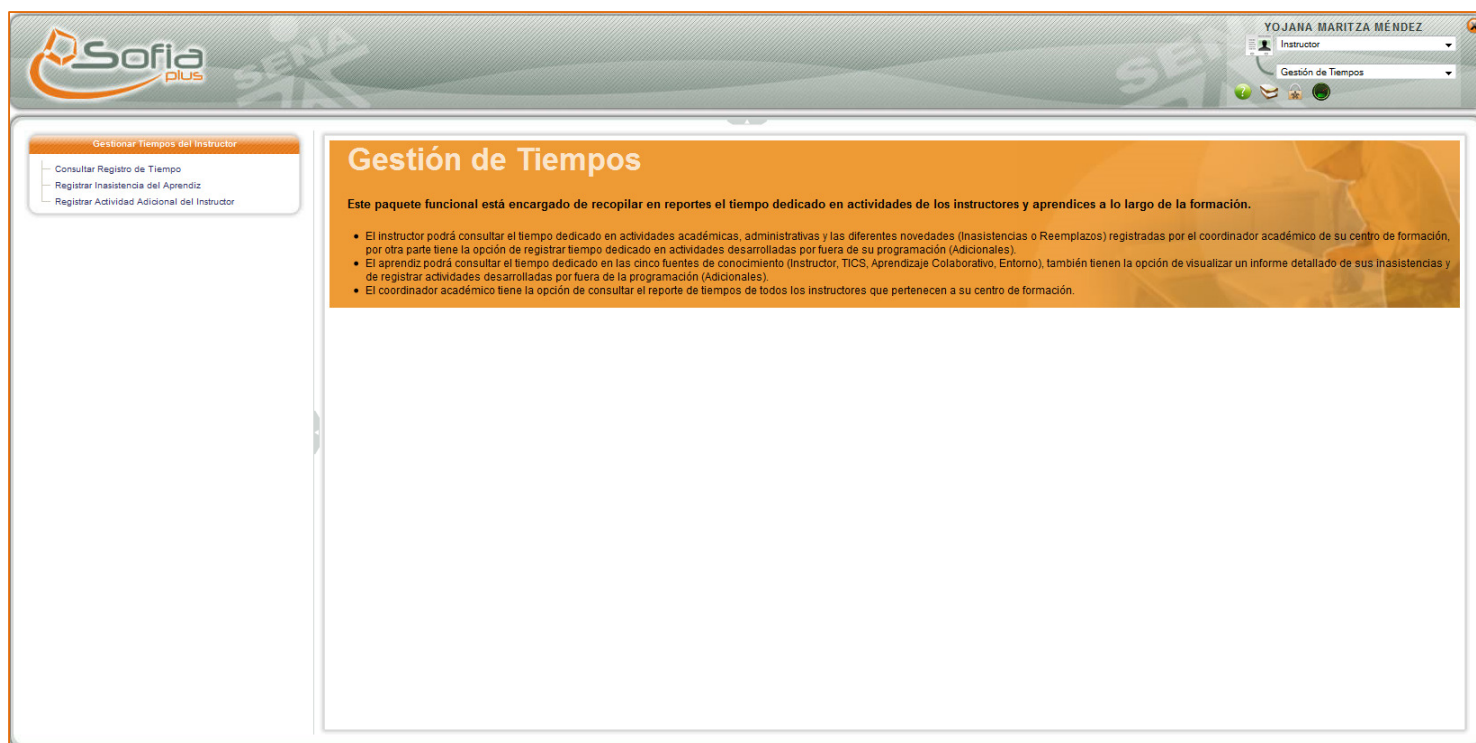 Sofia
plus
SENA
SENA
YOJANA MARITZA MÉNDEZ
Instructor
Gestión de Tiempos
Gestionar Tiempos del Instructor
Consultar Registro de Tiempo
Registrar Inasistencia del Aprendiz
Registrar Actividad Adicional del Instructor
Gestión de Tiempos
Este paquete funcional está encargado de recopilar en reportes el tiempo dedicado en actividades de los instructores y aprendices a lo largo de la formación.
El instructor podrá consultar el tiempo dedicado en actividades académicas, administrativas y las diferentes novedades (Inasistencias o Reemplazos) registradas por el coordinador académico de su centro de formación,
por otra parte tiene la opción de registrar tiempo dedicado en actividades desarrolladas por fuera de su programación (Adicionales).
El aprendiz podrá consultar el tiempo dedicado en las cinco fuentes de conocimiento (Instructor, TICS, Aprendizaje Colaborativo, Entorno), también tienen la opción de visualizar un informe detallado de sus inasistencias y
de registrar actividades desarrolladas por fuera de la programación (Adicionales).
El coordinador académico tiene la opción de consultar el reporte de tiempos de todos los instructores que pertenecen a su centro de formación.